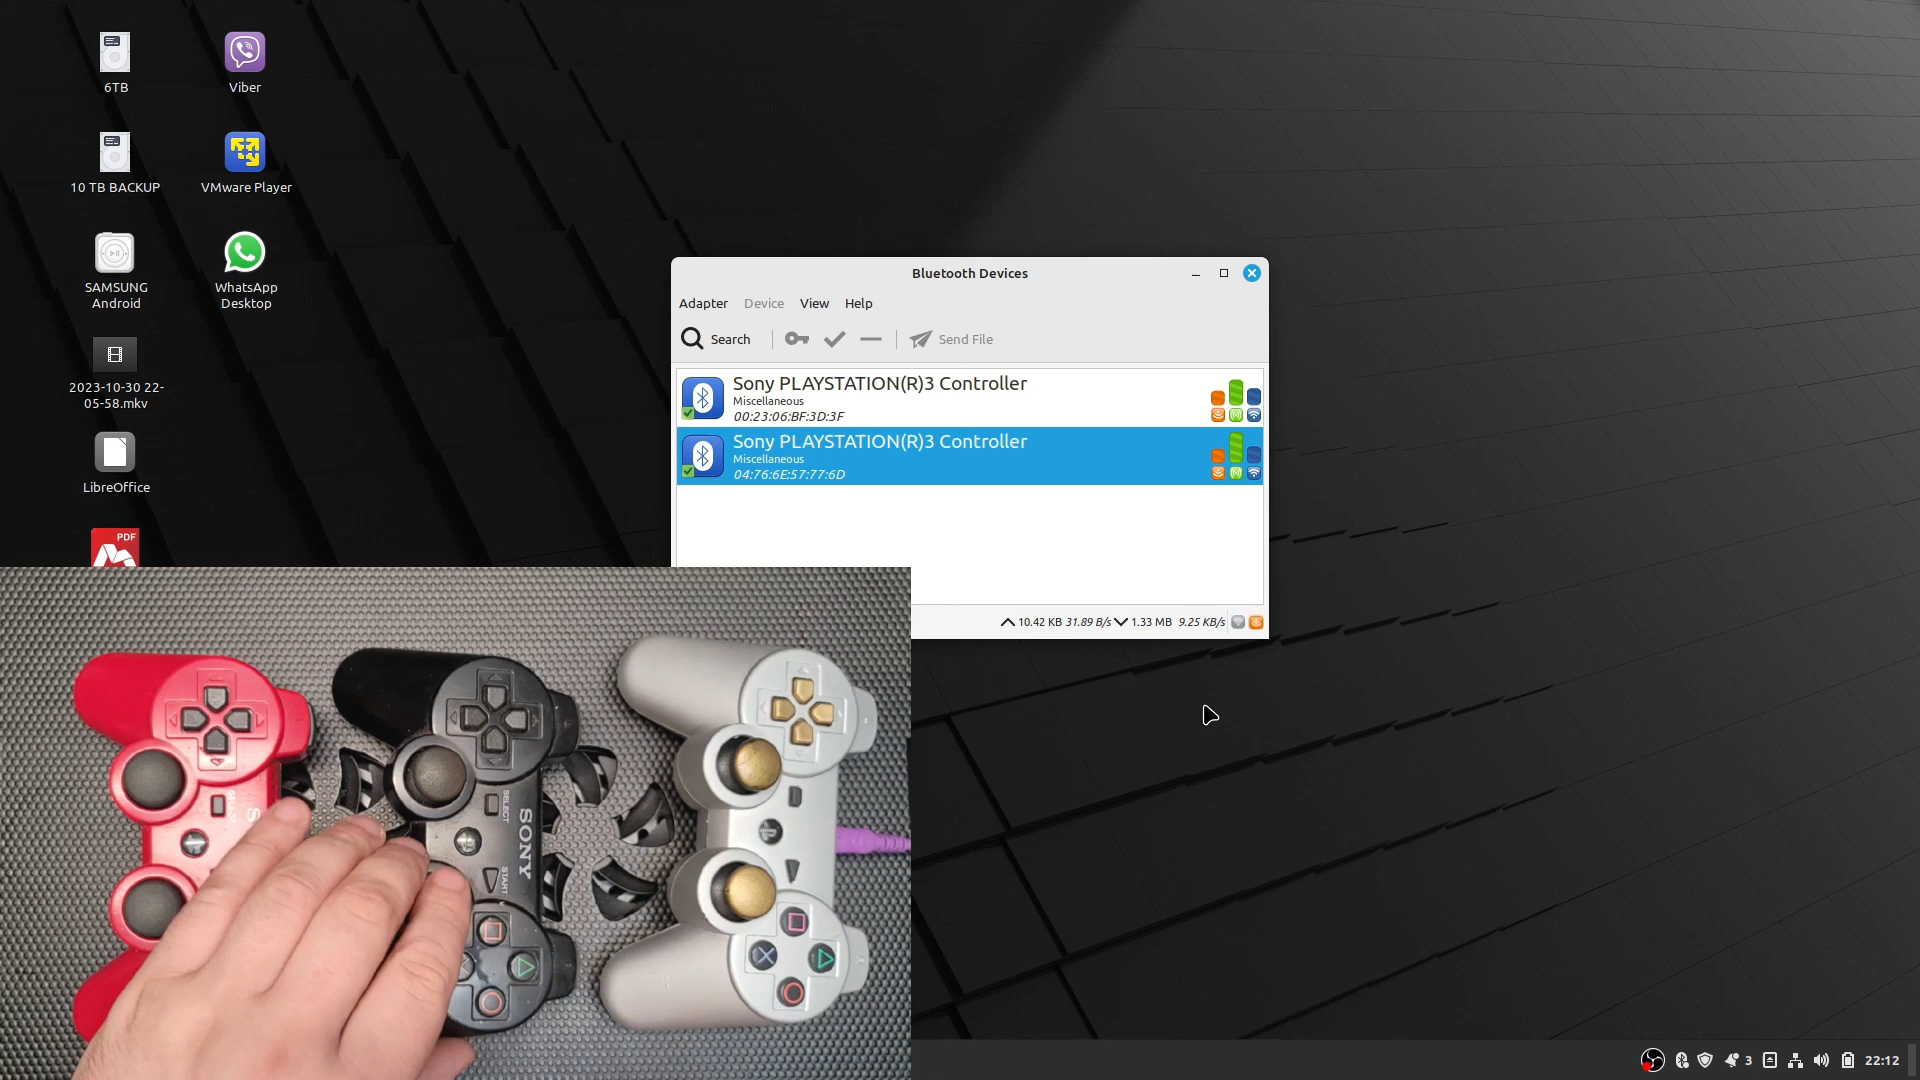 6TB
Viber
10 TB BACKUP
VMware Player
SAMSUNG
Android
WhatsApp
Desktop
2023-10-30 22-
05-58.mkv
LibreOffice
PDF
Bluetooth Devices
Adapter Device View Help
Search Send File
Sony PLAYSTATION(R)3 Controller
Miscellaneous
00:23:06:BF:3D:3F
Sony PLAYSTATION(R)3 Controller
Miscellaneous
04:76:6E:57:77:6D
10.42 KB 31.89 B/s 1.33 MB 9.25 KB/s
SELECT
SONY
START
3 22:12